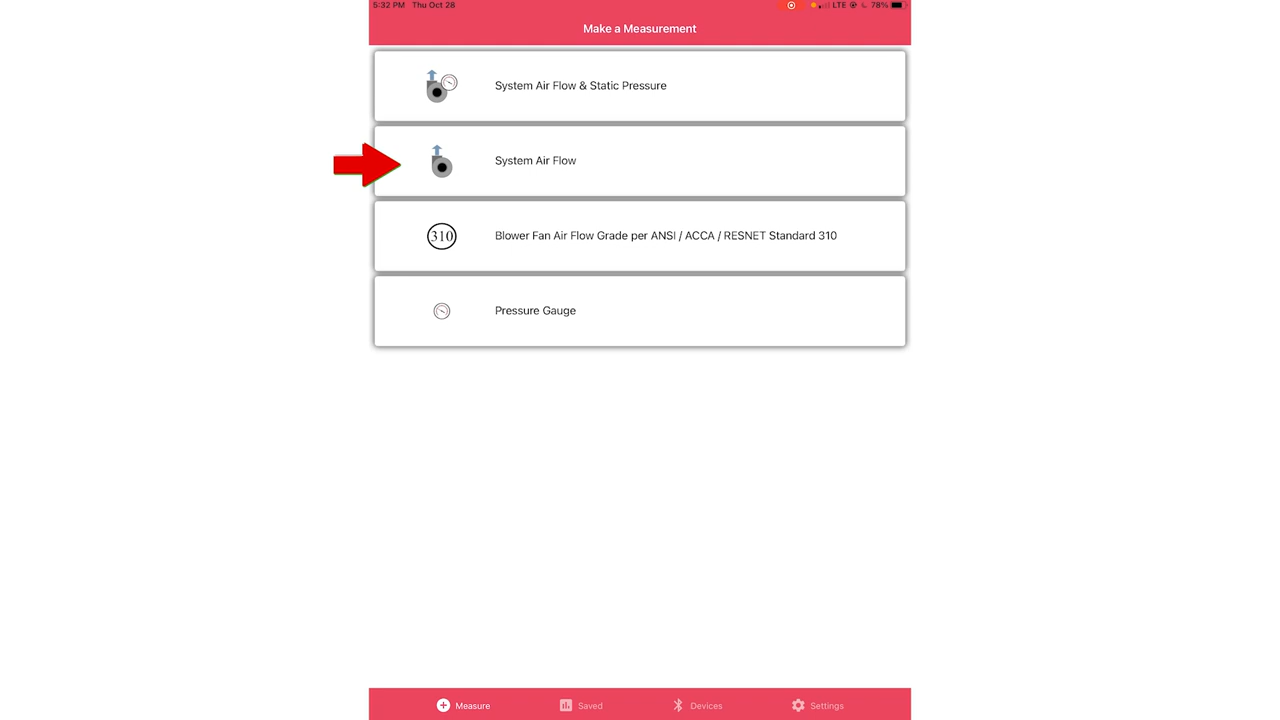 5:32 PM Thu Oct 28 LTE 78%
Make a Measurement
System Air Flow & Static Pressure
System Air Flow
310 Blower Fan Air Flow Grade per ANSI / ACCA / RESNET Standard 310
Pressure Gauge
Measure Saved Devices Settings